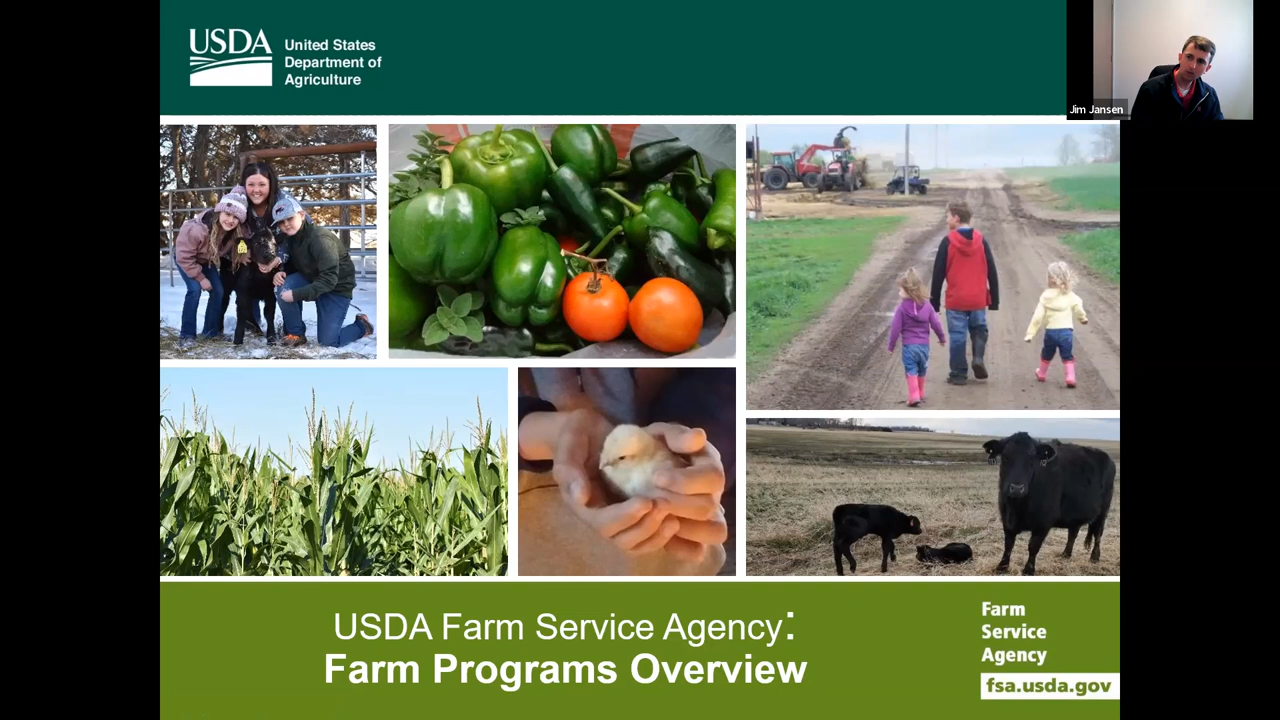 USDA
United States
Department of
Agriculture
Jim Jansen
USDA Farm Service Agency:
Farm Programs Overview
Farm
Service
Agency
fsa.usda.gov